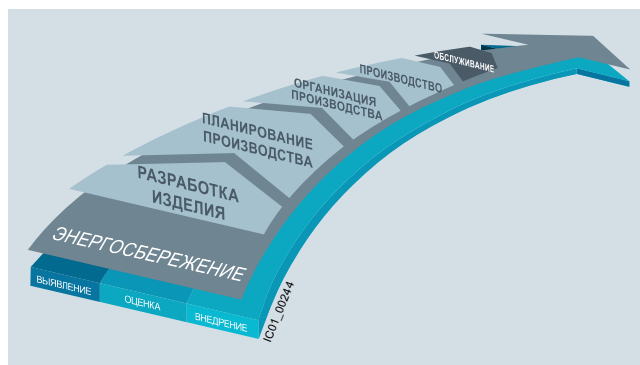 ОБСЛУЖИВАНИЕ
ПРОИЗВОДСТВО
ОРГАНИЗАЦИЯ
ПРОИЗВОДСТВА
ПЛАНИРОВАНИЕ
ПРОИЗВОДСТВА
РАЗРАБОТКА
ИЗДЕЛИЯ
ЭНЕРГОСБЕРЕЖЕНИЕ
ВЫЯВЛЕНИЕ
ОЦЕНКА
ВНЕДРЕНИЕ
IC01_00244